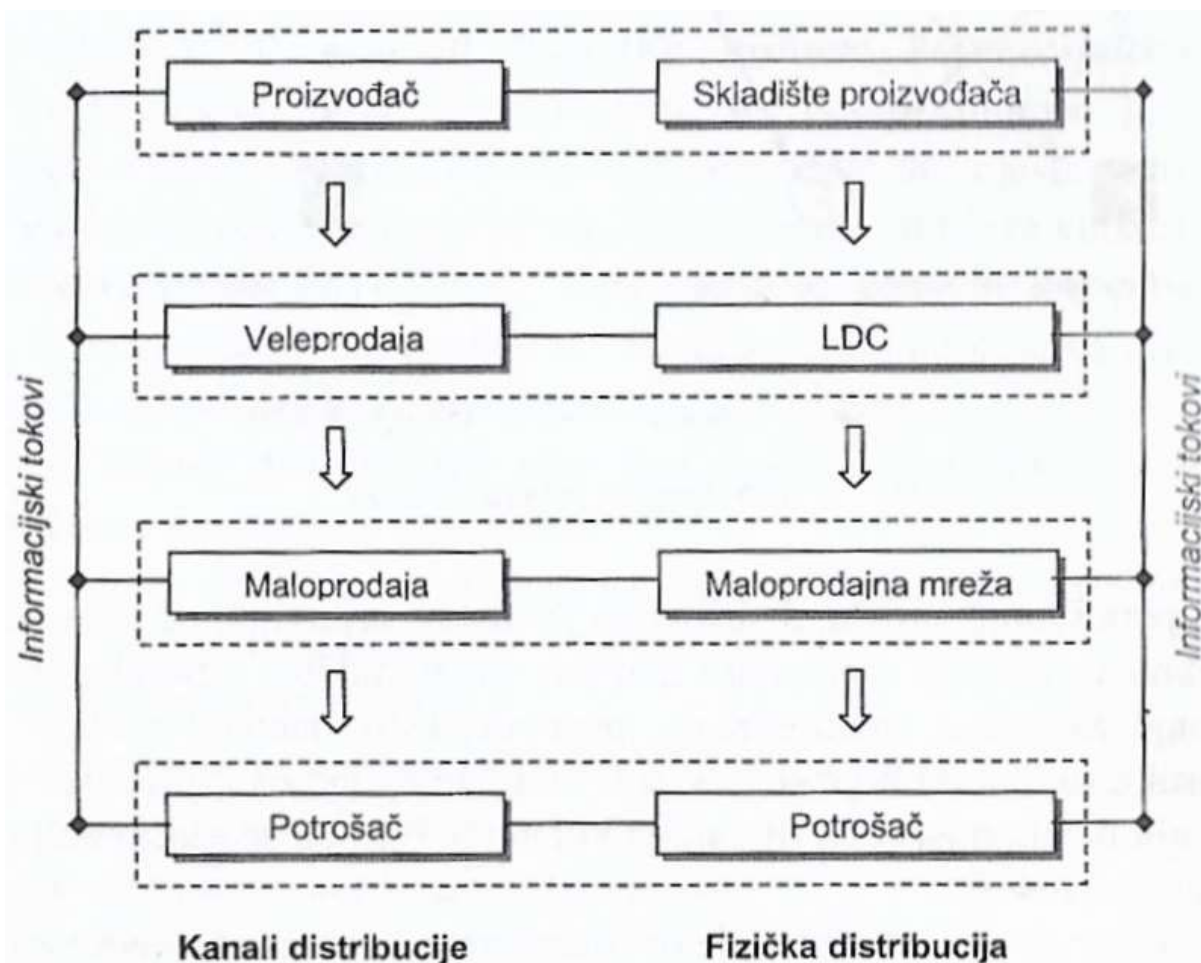 Proizvođač
Skladište proizvođača
Veleprodaja
LDC
Informacijski tokovi
Informacijski tokovi
Maloprodaja
Maloprodajna mreža
Potrošač
Potrošač
Kanali distribucije
Fizička distribucija